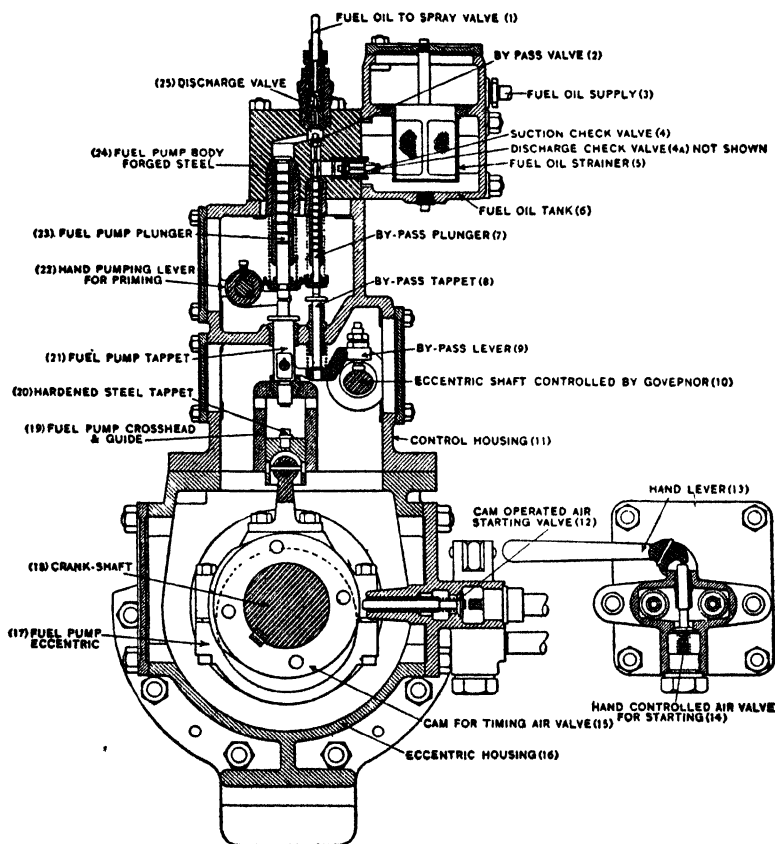 FUEL OIL TO SPRAY VALVE (1)
BY PASS VALVE (2)
(25) DISCHARGE VALVE
FUEL OIL SUPPLY (3)
SUCTION CHECK VALVE (4)
DISCHARGE CHECK VALVE (4A) NOT SHOWN
FUEL OIL STRAINER (5)
(24) FUEL PUMP BODY
FORGED STEEL
FUEL OIL TANK (6)
(23). FUEL PUMP PLUNGER
BY-PASS PLUNGER (7)
(22) HAND PUMPING LEVER
FOR PRIMING
BY-PASS TAPPET (8)
(21) FUEL PUMP TAPPET
BY-PASS LEVER (9)
(20) HARDENED STEEL TAPPET
ECCENTRIC SHAFT CONTROLLED BY GOVERNOR (10)
(19) FUEL PUMP CROSSHEAD
& GUIDE
CONTROL HOUSING (11)
HAND LEVER (13)
CAM OPERATED AIR
STARTING VALVE (12)
(18) CRANK-SHAFT
(17) FUEL PUMP
ECCENTRIC
HAND CONTROLLED AIR VALVE
FOR STARTING (14)
CAM FOR TIMING AIR VALVE (15)
ECCENTRIC HOUSING (16)